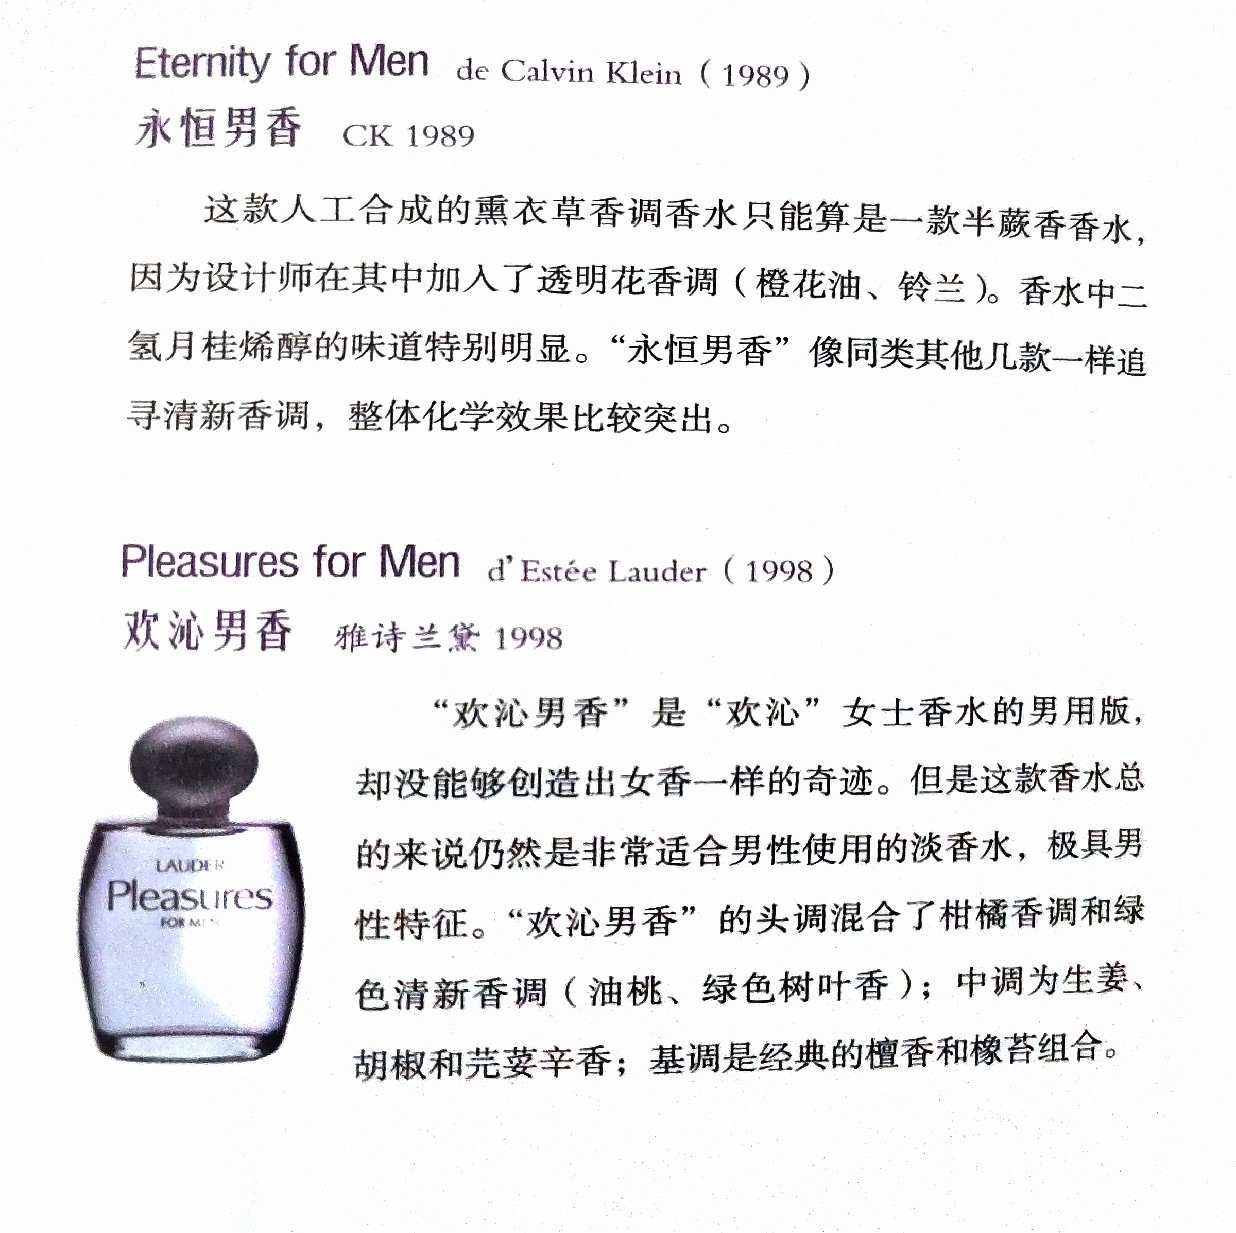 Eternity for Men de Calvin Klein（1989）
永恒男香 CK 1989
这款人工合成的熏衣草香调香水只能算是一款半蕨香香水，
因为设计师在其中加入了透明花香调（橙花油、铃兰）。香水中二
氢月桂烯醇的味道特别明显。“永恒男香”像同类其他几款一样追
寻清新香调，整体化学效果比较突出。
Pleasures for Men d'Estée Lauder（1998）
欢沁男香 雅诗兰黛 1998
“欢沁男香”是“欢沁”女士香水的男用版，
却没能够创造出女香一样的奇迹。但是这款香水总
的来说仍然是非常适合男性使用的淡香水，极具男
性特征。“欢沁男香”的头调混合了柑橘香调和绿
色清新香调（油桃、绿色树叶香）；中调为生姜、
胡椒和芫荽辛香；基调是经典的檀香和橡苔组合。
LAUDER
Pleasures
FOR MEN